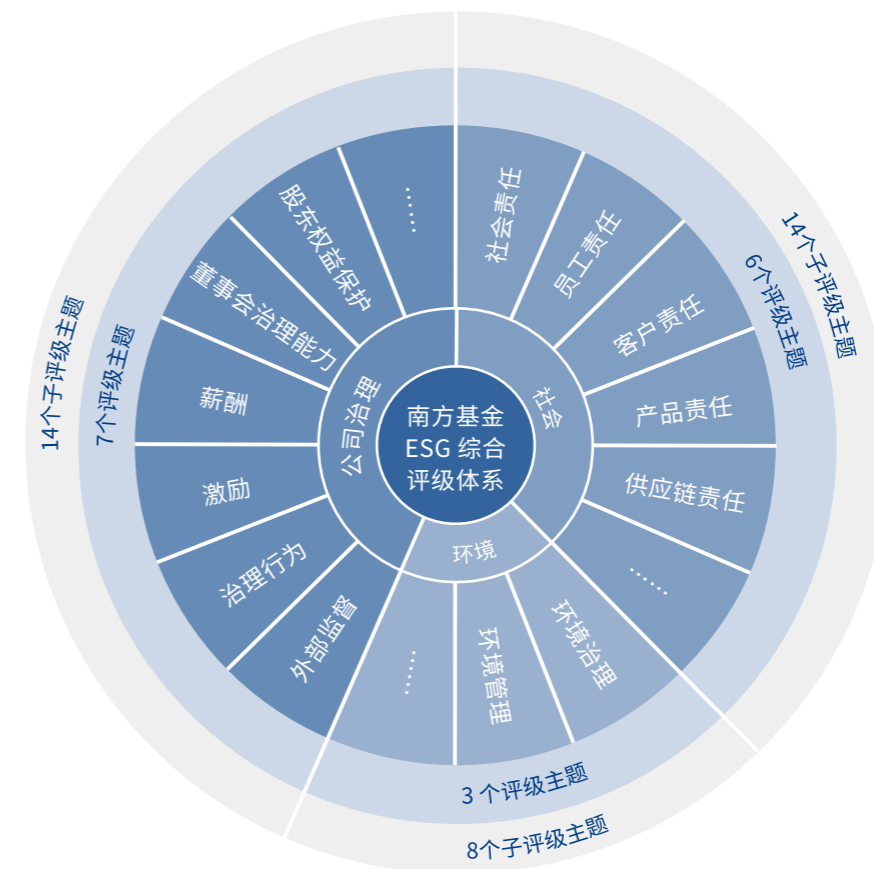 南方基金
ESG 综合
评级体系
社会
环境
公司治理
社会责任
员工责任
客户责任
产品责任
供应链责任
……
环境治理
环境管理
……
外部监督
治理行为
激励
薪酬
董事会治理能力
股东权益保护
……
6个评级主题
14个子评级主题
3 个评级主题
8个子评级主题
7个评级主题
14个子评级主题